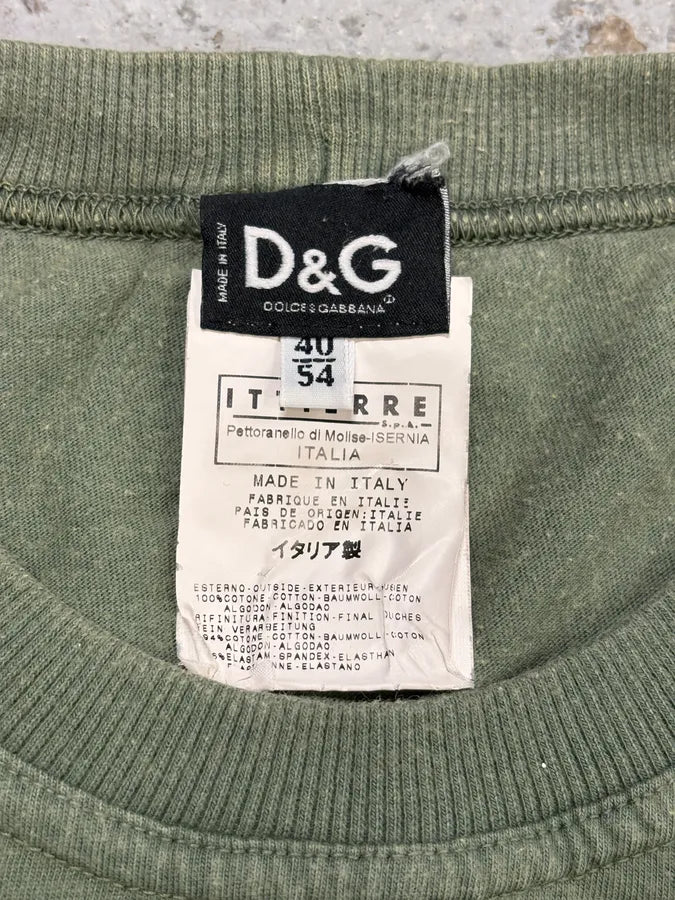 MADE IN ITALY
D&G
DOLCE&GABBANA
40
54
ITTIERRE
S.p.A.
Pettoranello di Molise-ISERNIA
ITALIA
MADE IN ITALY
FABRIQUE EN ITALIE
PAIS DE ORIGEN:ITALIE
FABRICADO EN ITALIA
イタリア製
ESTERNO-OUTSIDE-EXTERIEUR-
100%COTONE-COTTON-BAUMWOLL-COTON
ALGODON-ALGODAO
RIFINITURA-FINITION-FINAL TOUCHES
FEIN VERARBEITUNG
94%COTONE-COTTON-BAUMWOLL-COTON
ALGODON-ALGODAO
6%ELASTAM-SPANDEX-ELASTHAN
-ELASTANO